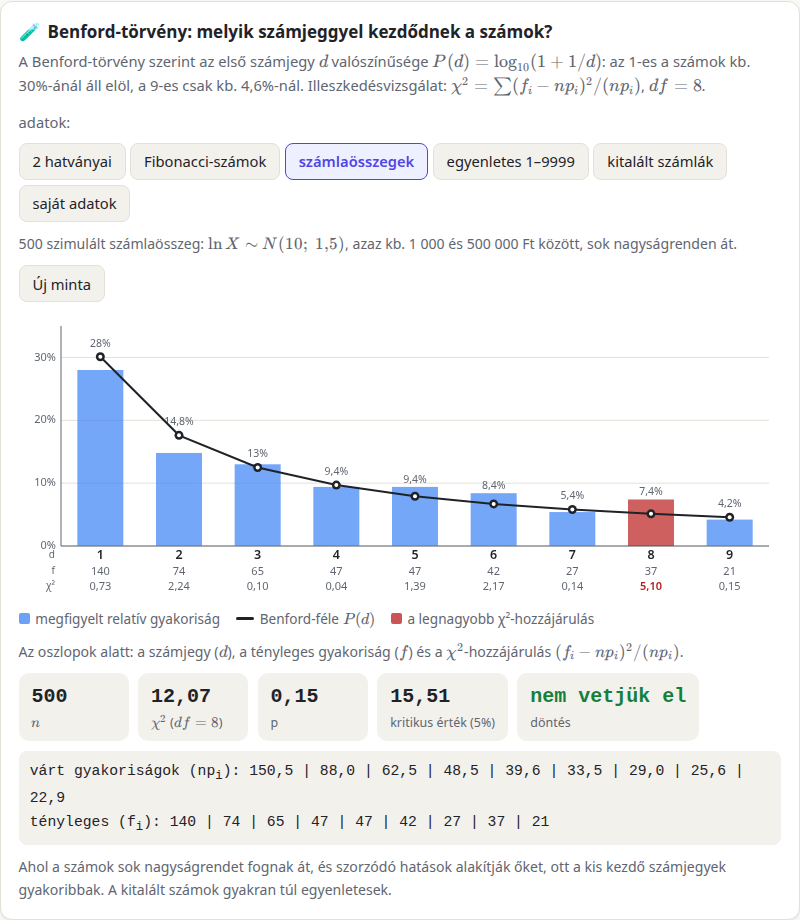 🧪 Benford-törvény: melyik számjeggyel kezdődnek a számok?
A Benford-törvény szerint az első számjegy d valószínűsége P(d) = log₁₀(1 + 1/d): az 1-es a számok kb.
30%-ánál áll elöl, a 9-es csak kb. 4,6%-nál. Illeszkedésvizsgálat: χ² = ∑(fᵢ − npᵢ)²/(npᵢ), df = 8.
adatok:
2 hatványai Fibonacci-számok számlaösszegek egyenletes 1–9999 kitalált számlák
saját adatok
500 szimulált számlaösszeg: ln X ∼ N(10; 1,5), azaz kb. 1 000 és 500 000 Ft között, sok nagyságrenden át.
Új minta
28% 14,8% 13% 9,4% 9,4% 8,4% 5,4% 7,4% 4,2%
30%
20%
10%
0%
d 1 2 3 4 5 6 7 8 9
f 140 74 65 47 47 42 27 37 21
χ² 0,73 2,24 0,10 0,04 1,39 2,17 0,14 5,10 0,15
megfigyelt relatív gyakoriság Benford-féle P(d) a legnagyobb χ²-hozzájárulás
Az oszlopok alatt: a számjegy (d), a tényleges gyakoriság (f) és a χ²-hozzájárulás (fᵢ − npᵢ)²/(npᵢ).
500 12,07 0,15 15,51 nem vetjük el
n χ² (df = 8) p kritikus érték (5%) döntés
várt gyakoriságok (npᵢ): 150,5 | 88,0 | 62,5 | 48,5 | 39,6 | 33,5 | 29,0 | 25,6 |
22,9
tényleges (fᵢ): 140 | 74 | 65 | 47 | 47 | 42 | 27 | 37 | 21
Ahol a számok sok nagyságrendet fognak át, és szorzódó hatások alakítják őket, ott a kis kezdő számjegyek
gyakoribbak. A kitalált számok gyakran túl egyenletesek.